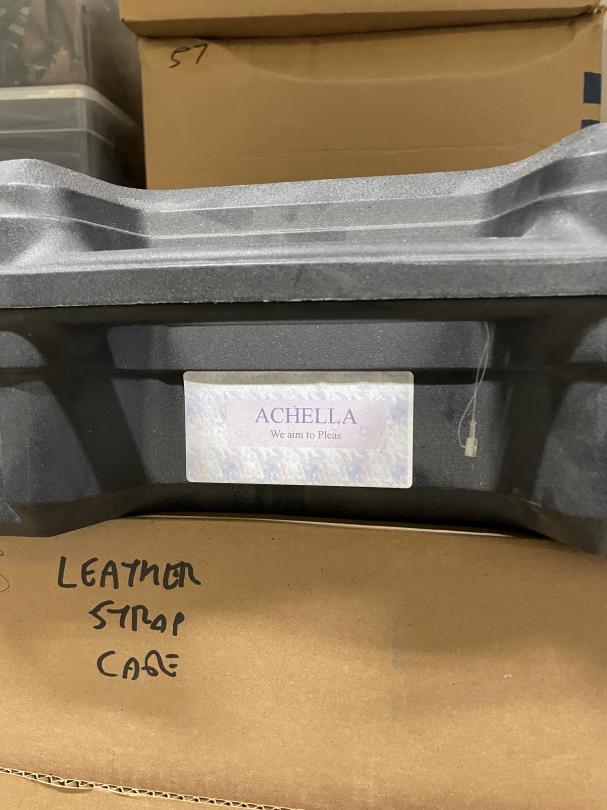 57
ACHELLA
We aim to Pleas
LEATHER
STRAP
CASE